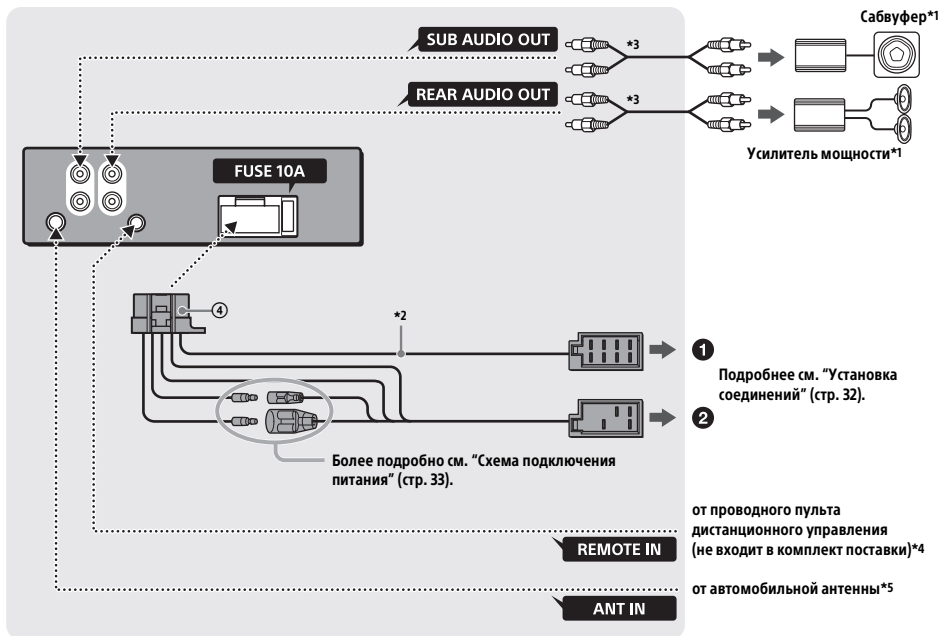 Сабвуфер*1
SUB AUDIO OUT
*3
REAR AUDIO OUT
*3
Усилитель мощности*1
FUSE 10A
④
*2
❶
Подробнее см. “Установка
соединений” (стр. 32).
❷
Более подробно см. “Схема подключения
питания” (стр. 33).
от проводного пульта
дистанционного управления
(не входит в комплект поставки)*4
REMOTE IN
от автомобильной антенны*5
ANT IN